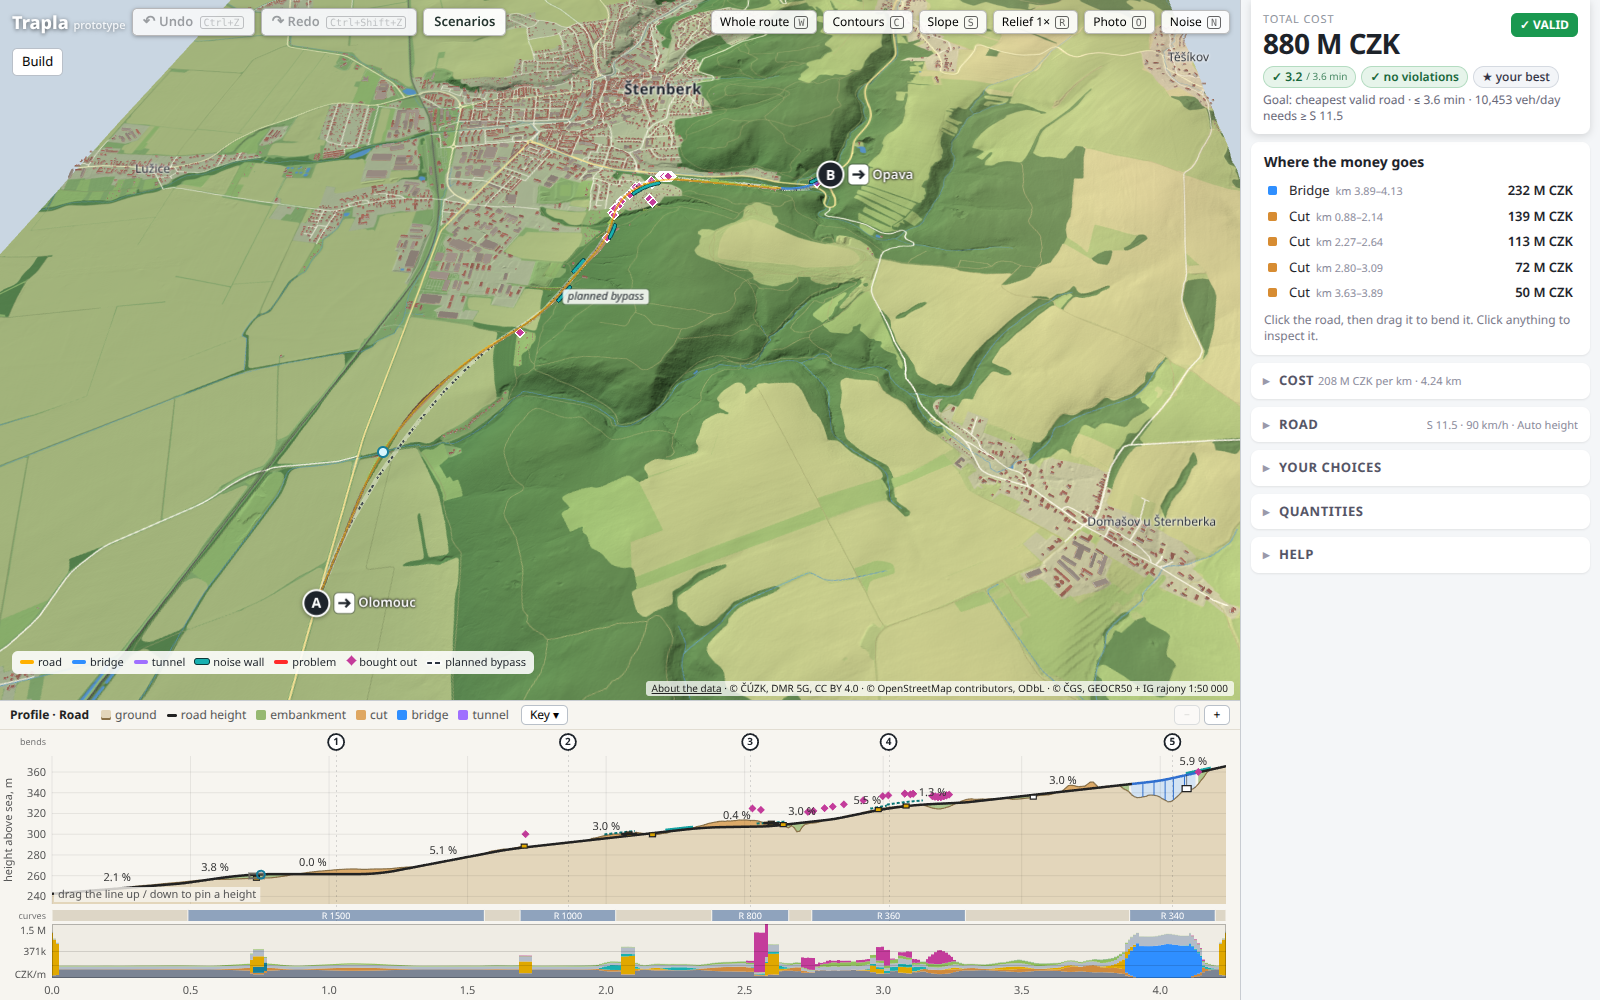 Trapla prototype
↶ Undo Ctrl+Z
↷ Redo Ctrl+Shift+Z
Scenarios
Whole route W
Contours C
Slope S
Relief 1× R
Photo O
Noise N
Build
Šternberk
Těšíkov
Lužice
B → Opava
planned bypass
Domašov u Šternberka
A → Olomouc
road bridge tunnel noise wall problem bought out planned bypass
About the data · © ČÚZK, DMR 5G, CC BY 4.0 · © OpenStreetMap contributors, ODbL · © ČGS, GEOCR50 + IG rajony 1:50 000
TOTAL COST
880 M CZK
✓ VALID
✓ 3.2 / 3.6 min
✓ no violations
★ your best
Goal: cheapest valid road · ≤ 3.6 min · 10,453 veh/day
needs ≥ S 11.5
Where the money goes
Bridge km 3.89–4.13 232 M CZK
Cut km 0.88–2.14 139 M CZK
Cut km 2.27–2.64 113 M CZK
Cut km 2.80–3.09 72 M CZK
Cut km 3.63–3.89 50 M CZK
Click the road, then drag it to bend it. Click anything to
inspect it.
▶ COST 208 M CZK per km · 4.24 km
▶ ROAD S 11.5 · 90 km/h · Auto height
▶ YOUR CHOICES
▶ QUANTITIES
▶ HELP
Profile · Road ground road height embankment cut bridge tunnel Key ▾ − +
bends 1 2 3 4 5
height above sea, m
360
340
320
300
280
260
240
2.1 % 3.8 % 0.0 % 5.1 % 3.0 % 0.4 % 3.0 % 5.5 % 1.3 % 3.0 % 5.9 %
drag the line up / down to pin a height
curves R 1500 R 1000 R 800 R 360 R 340
1.5 M
371k
CZK/m
0.0 0.5 1.0 1.5 2.0 2.5 3.0 3.5 4.0